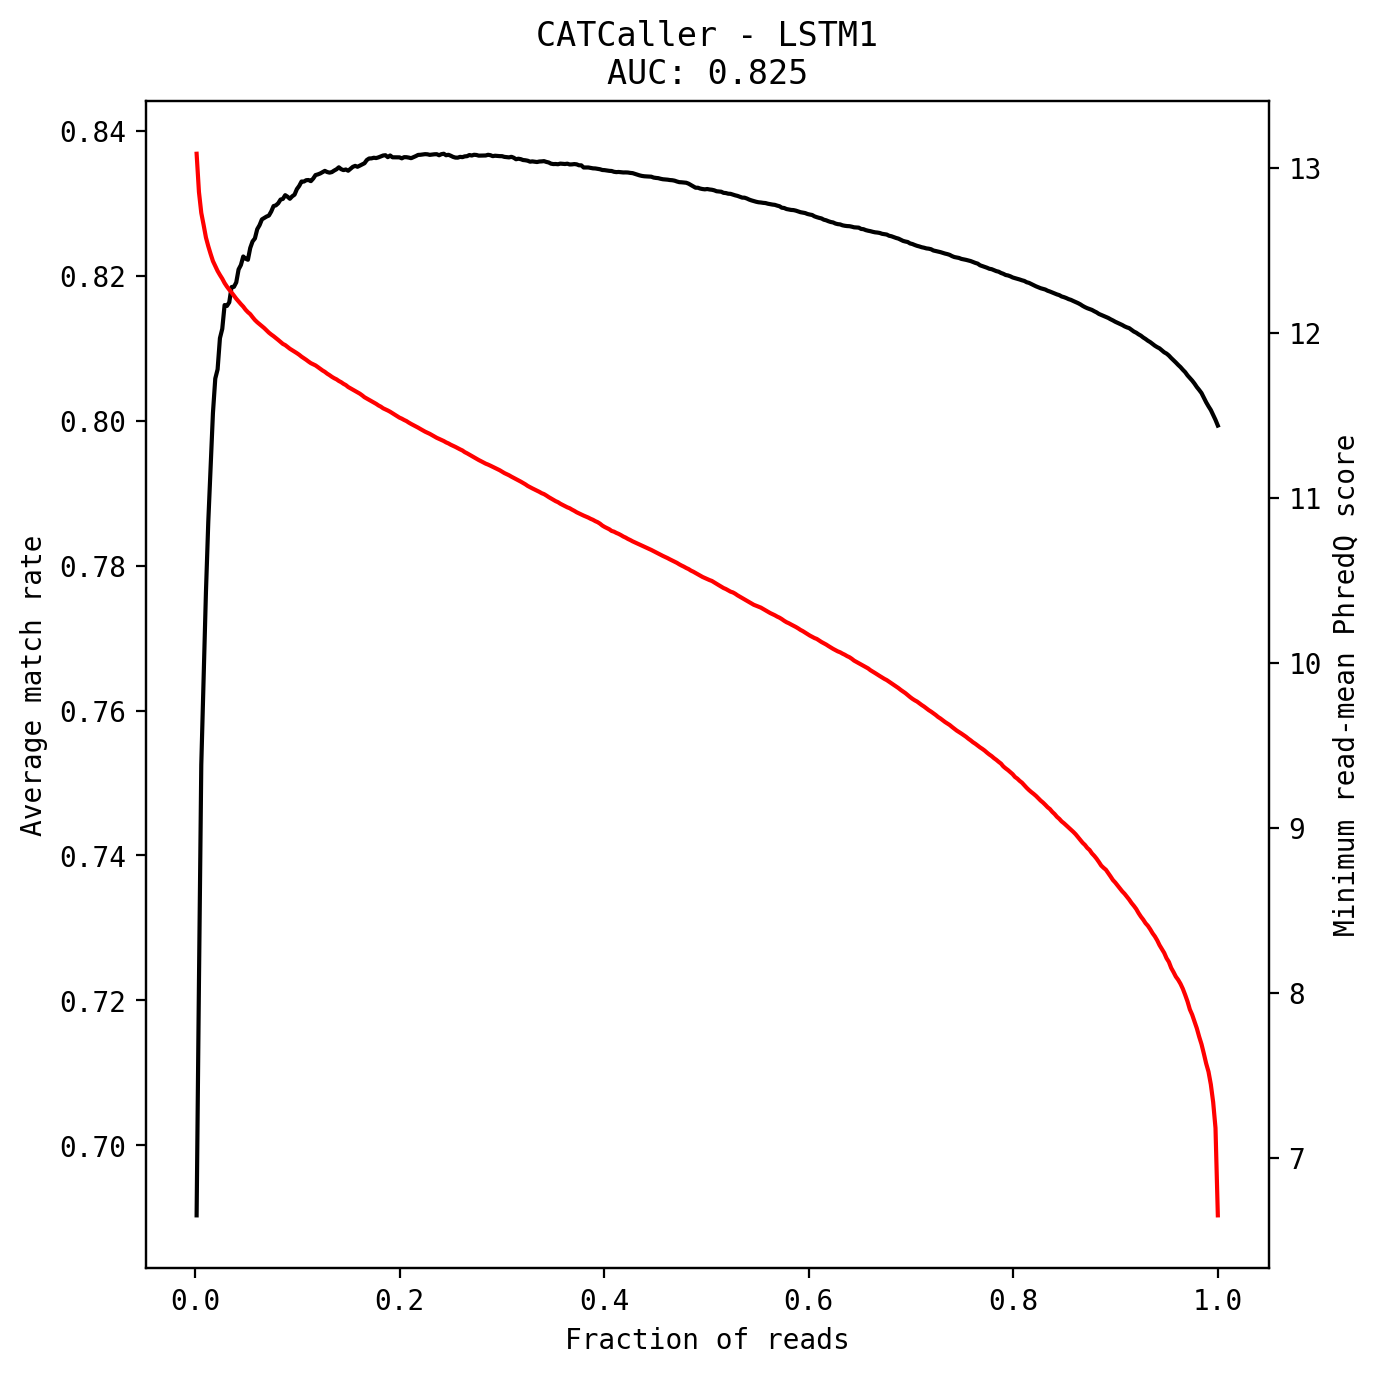 CATCaller - LSTM1
AUC: 0.825
0.84
0.82
0.80
0.78
0.76
0.74
0.72
0.70
Average match rate
13
12
11
10
9
8
7
Minimum read-mean PhredQ score
0.0 0.2 0.4 0.6 0.8 1.0
Fraction of reads